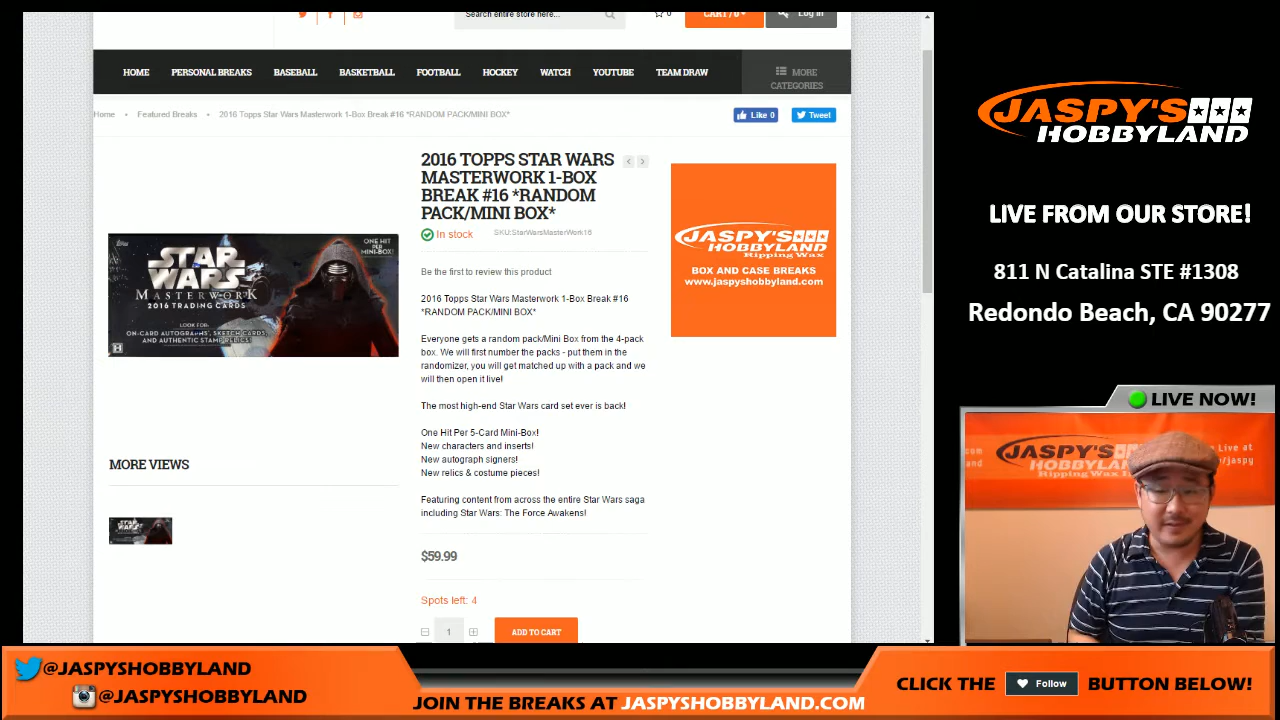 Search entire store here...
0
CART / 0
Log in
HOME
PERSONAL BREAKS
BASEBALL
BASKETBALL
FOOTBALL
HOCKEY
WATCH
YOUTUBE
TEAM DRAW
MORE
CATEGORIES
Home • Featured Breaks • 2016 Topps Star Wars Masterwork 1-Box Break #16 *RANDOM PACK/MINI BOX*
Like 0
Tweet
2016 TOPPS STAR WARS
MASTERWORK 1-BOX
BREAK #16 *RANDOM
PACK/MINI BOX*
In stock
SKU:StarWarsMasterWork16
Be the first to review this product
2016 Topps Star Wars Masterwork 1-Box Break #16
*RANDOM PACK/MINI BOX*
Everyone gets a random pack/Mini Box from the 4-pack
box. We will first number the packs - put them in the
randomizer, you will get matched up with a pack and we
will then open it live!
The most high-end Star Wars card set ever is back!
One Hit Per 5-Card Mini-Box!
New characters and inserts!
New autograph signers!
New relics & costume pieces!
Featuring content from across the entire Star Wars saga
including Star Wars: The Force Awakens!
$59.99
Spots left: 4
1
ADD TO CART
Topps
STAR
WARS
MASTERWORK
2016 TRADING CARDS
LOOK FOR:
ON-CARD AUTOGRAPHS, SKETCH CARDS,
AND AUTHENTIC STAMP RELICS!
ONE HIT
PER
MINI-BOX!
H
MORE VIEWS
STAR
WARS
JASPY'S
HOBBYLAND
Ripping Wax
BOX AND CASE BREAKS
www.jaspyshobbyland.com
JASPY'S
HOBBYLAND
LIVE FROM OUR STORE!
811 N Catalina STE #1308
Redondo Beach, CA 90277
LIVE NOW!
JASPY'S
HOBBYLAND
Ripping Wax
Live at
/jaspy
@JASPYSHOBBYLAND
@JASPYSHOBBYLAND
JOIN THE BREAKS AT JASPYSHOBBYLAND.COM
CLICK THE
Follow
BUTTON BELOW!